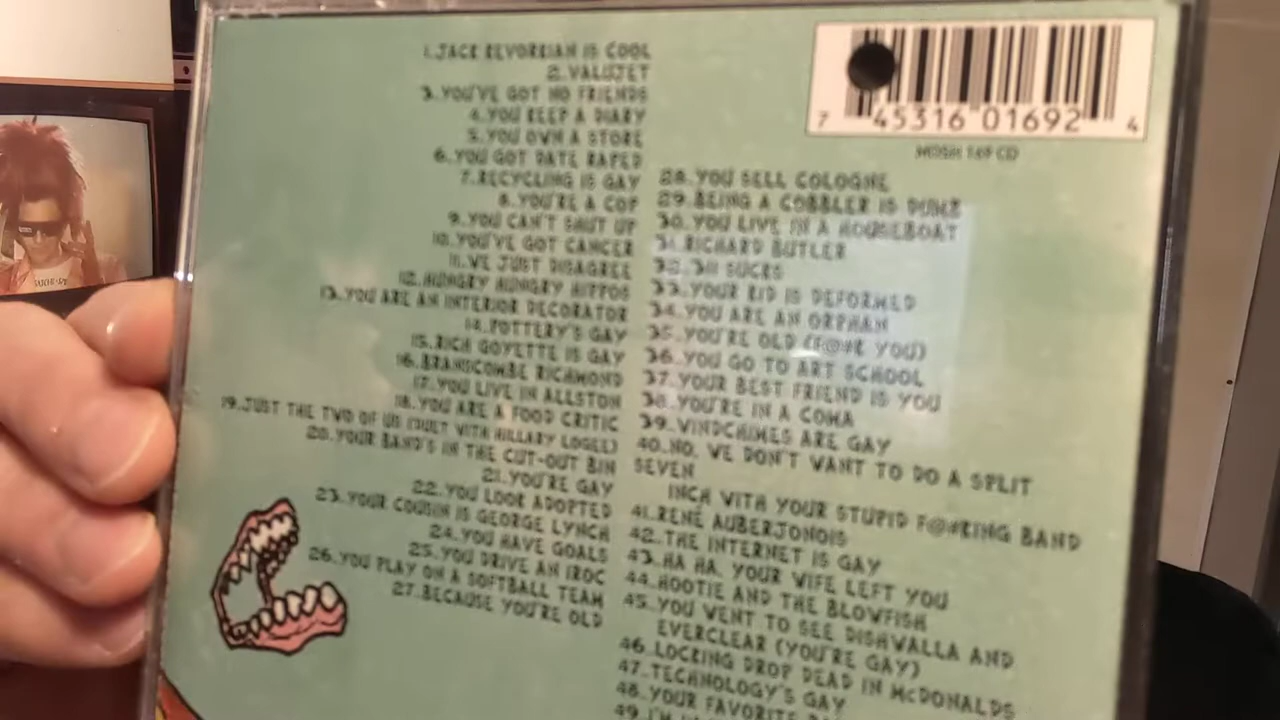 1.JACK KEVORKIAN IS COOL
2.VALUJET
3.YOU'VE GOT NO FRIENDS
4.YOU KEEP A DIARY
5.YOU OWN A STORE
6.YOU GOT DATE RAPED
7.RECYCLING IS GAY
8.YOU'RE A COP
9.YOU CAN'T SHUT UP
10.YOU'VE GOT CANCER
11.WE JUST DISAGREE
12.HUNGRY HUNGRY HIPPOS
13.YOU ARE AN INTERIOR DECORATOR
14.POTTERY'S GAY
15.RICH GOYETTE IS GAY
16.BRANSCOMBE RICHMOND
17.YOU LIVE IN ALLSTON
18.YOU ARE A FOOD CRITIC
19.JUST THE TWO OF US (DUET WITH HILLARY LOGEE)
20.YOUR BAND'S IN THE CUT-OUT BIN
21.YOU'RE GAY
22.YOU LOOK ADOPTED
23.YOUR COUSIN IS GEORGE LYNCH
24.YOU HAVE GOALS
25.YOU DRIVE AN IROC
26.YOU PLAY ON A SOFTBALL TEAM
27.BECAUSE YOU'RE OLD
7 45316 01692 4
MOSH 169 CD
28.YOU SELL COLOGNE
29.BEING A COBBLER IS DUMB
30.YOU LIVE IN A HOUSEBOAT
31.RICHARD BUTLER
32.311 SUCKS
33.YOUR KID IS DEFORMED
34.YOU ARE AN ORPHAN
35.YOU'RE OLD (F@#K YOU)
36.YOU GO TO ART SCHOOL
37.YOUR BEST FRIEND IS YOU
38.YOU'RE IN A COMA
39.WINDCHIMES ARE GAY
40.NO, WE DON'T WANT TO DO A SPLIT
SEVEN
INCH WITH YOUR STUPID F@#KING BAND
41.RENE AUBERJONOIS
42.THE INTERNET IS GAY
43.HA HA, YOUR WIFE LEFT YOU
44.HOOTIE AND THE BLOWFISH
45.YOU WENT TO SEE DISHWALLA AND
EVERCLEAR (YOU'RE GAY)
46.LOCKING DROP DEAD IN McDONALDS
47.TECHNOLOGY'S GAY
48.YOUR FAVORITE
49.I'M